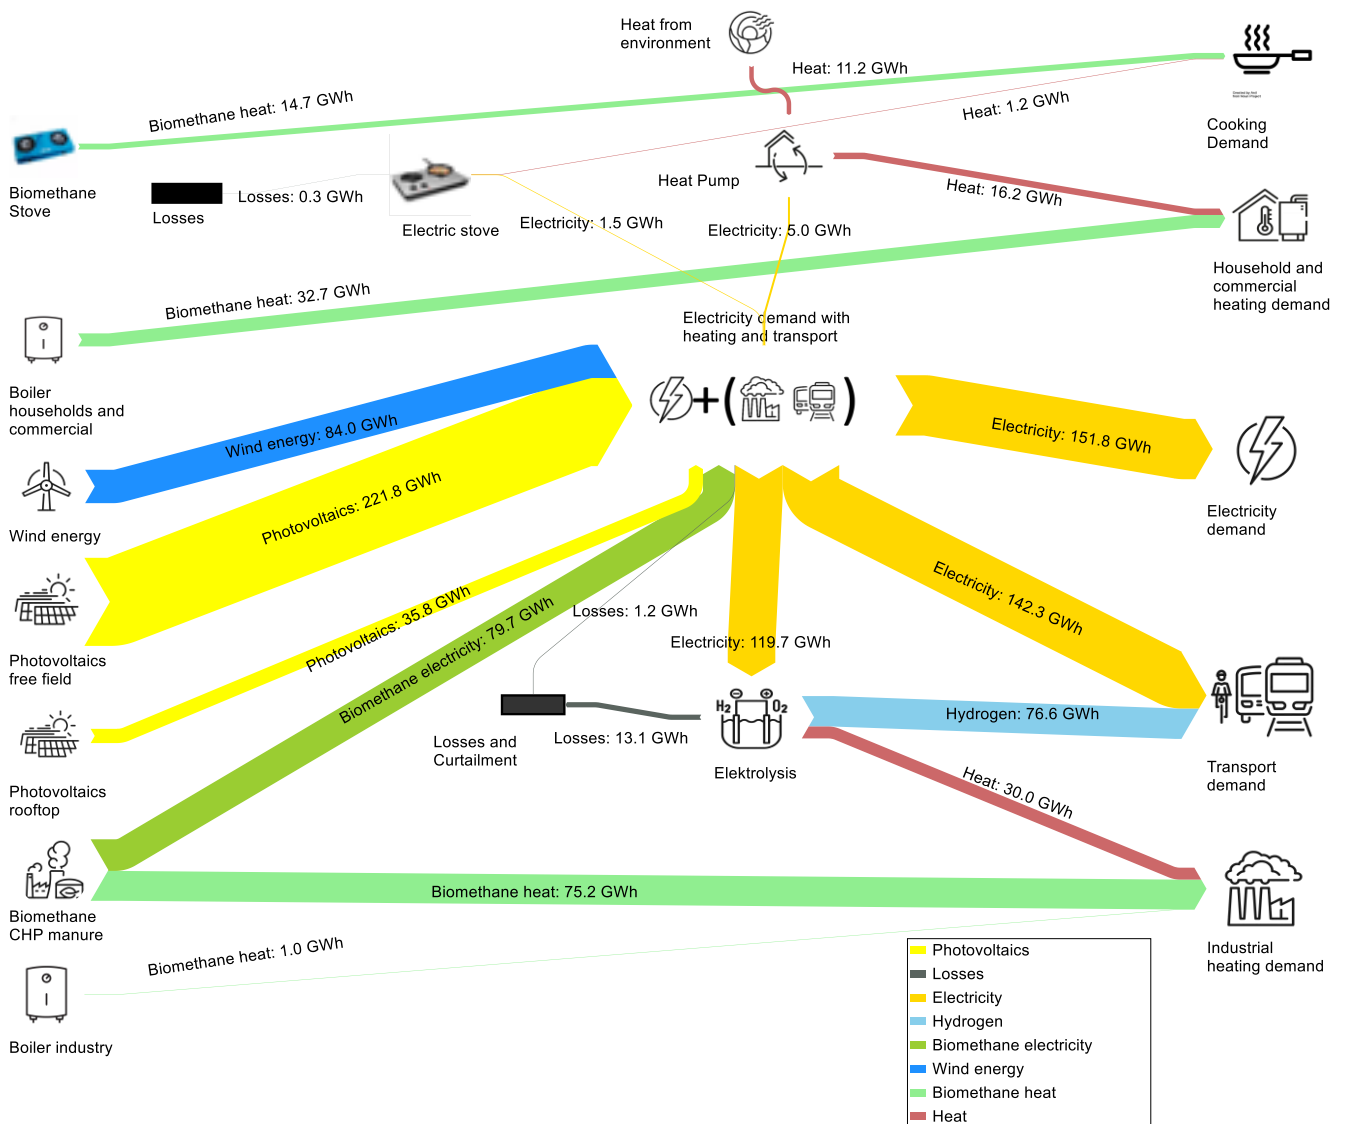 Heat from
environment
Heat: 11.2 GWh
Biomethane heat: 14.7 GWh
Heat: 1.2 GWh
Cooking
Demand
Biomethane
Stove
Losses: 0.3 GWh
Losses
Electric stove
Heat Pump
Heat: 16.2 GWh
Electricity: 1.5 GWh
Electricity: 5.0 GWh
Household and
commercial
heating demand
Biomethane heat: 32.7 GWh
Electricity demand with
heating and transport
Boiler
households and
commercial
+( )
Wind energy: 84.0 GWh
Electricity: 151.8 GWh
Wind energy
Photovoltaics: 221.8 GWh
Electricity
demand
Photovoltaics
free field
Photovoltaics: 35.8 GWh
Biomethane electricity: 79.7 GWh
Losses: 1.2 GWh
Electricity: 119.7 GWh
Electricity: 142.3 GWh
H2
O2
Hydrogen: 76.6 GWh
Losses and
Curtailment
Losses: 13.1 GWh
Elektrolysis
Transport
demand
Photovoltaics
rooftop
Heat: 30.0 GWh
Biomethane heat: 75.2 GWh
Biomethane
CHP manure
Biomethane heat: 1.0 GWh
Industrial
heating demand
Boiler industry
Photovoltaics
Losses
Electricity
Hydrogen
Biomethane electricity
Wind energy
Biomethane heat
Heat